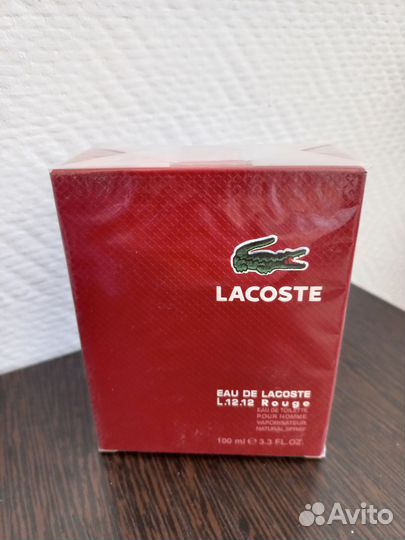 LACOSTE
EAU DE LACOSTE
L.12.12 Rouge
EAU DE TOILETTE
POUR HOMME
VAPORISATEUR
NATURAL SPRAY
100 ml ℮ 3.3 FL.OZ.
Avito